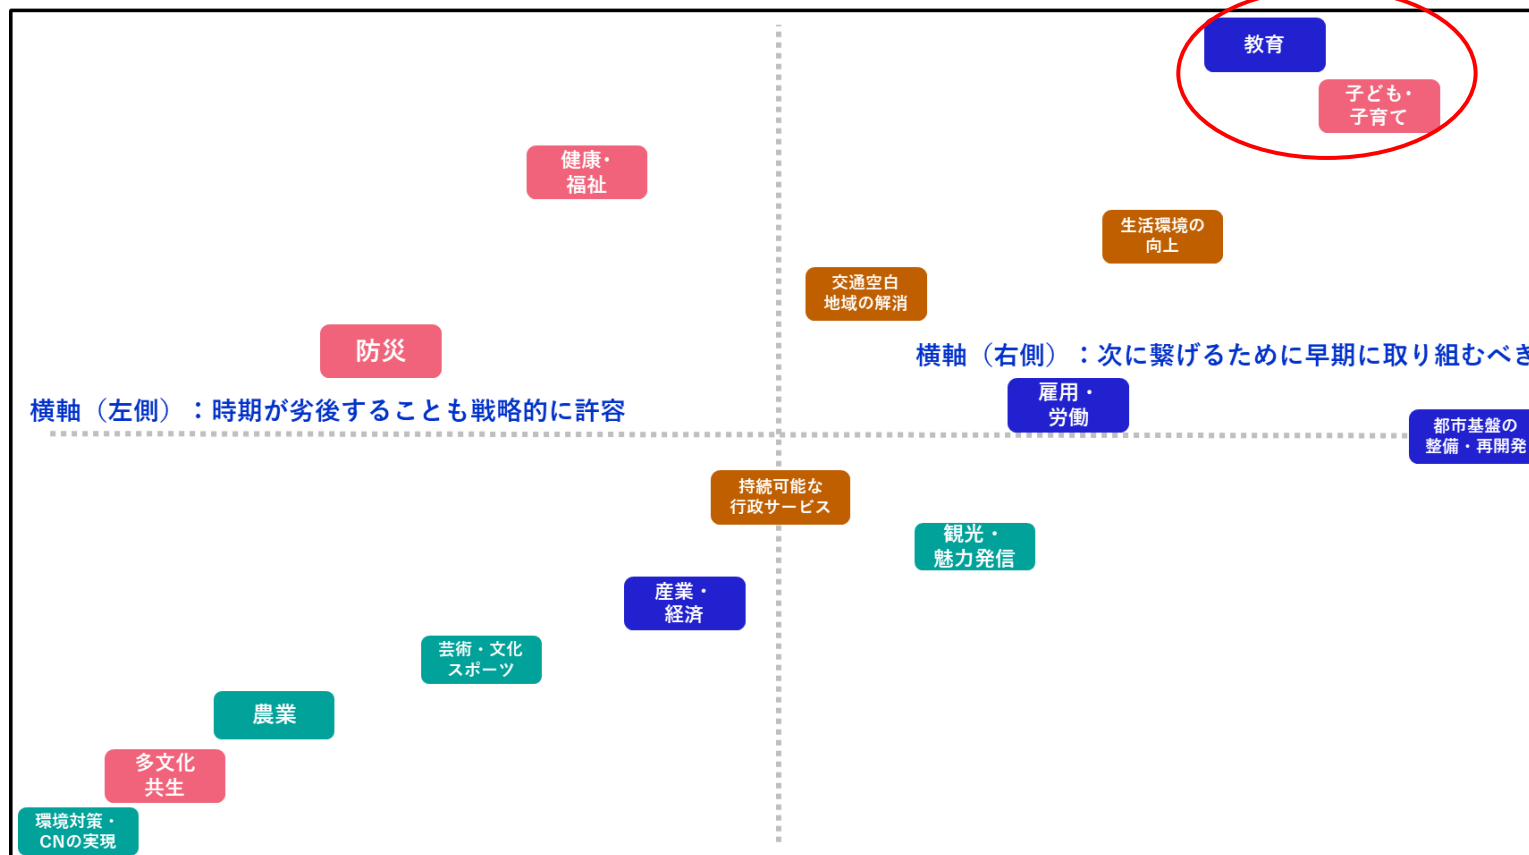 教育
子ども・
子育て
健康・
福祉
生活環境の
向上
交通空白
地域の解消
防災
横軸（右側）：次に繋げるために早期に取り組むべき
雇用・
労働
横軸（左側）：時期が劣後することも戦略的に許容
都市基盤の
整備・再開発
持続可能な
行政サービス
観光・
魅力発信
産業・
経済
芸術・文化
スポーツ
農業
多文化
共生
環境対策・
CNの実現